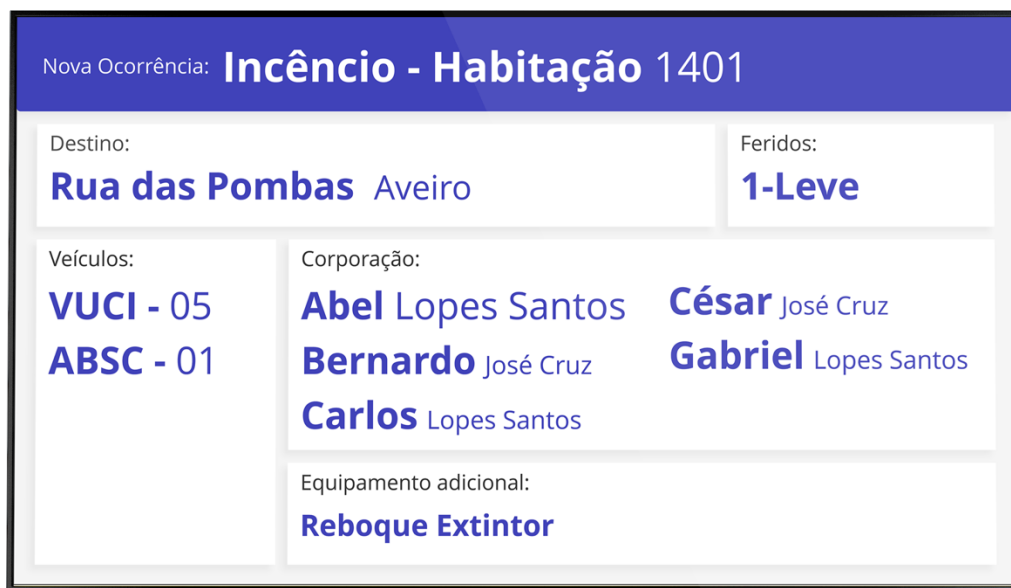 Nova Ocorrência: Incêncio - Habitação 1401
Destino:
Rua das Pombas Aveiro
Feridos:
1-Leve
Veículos:
VUCI - 05
ABSC - 01
Corporação:
Abel Lopes Santos
Bernardo José Cruz
Carlos Lopes Santos
César José Cruz
Gabriel Lopes Santos
Equipamento adicional:
Reboque Extintor